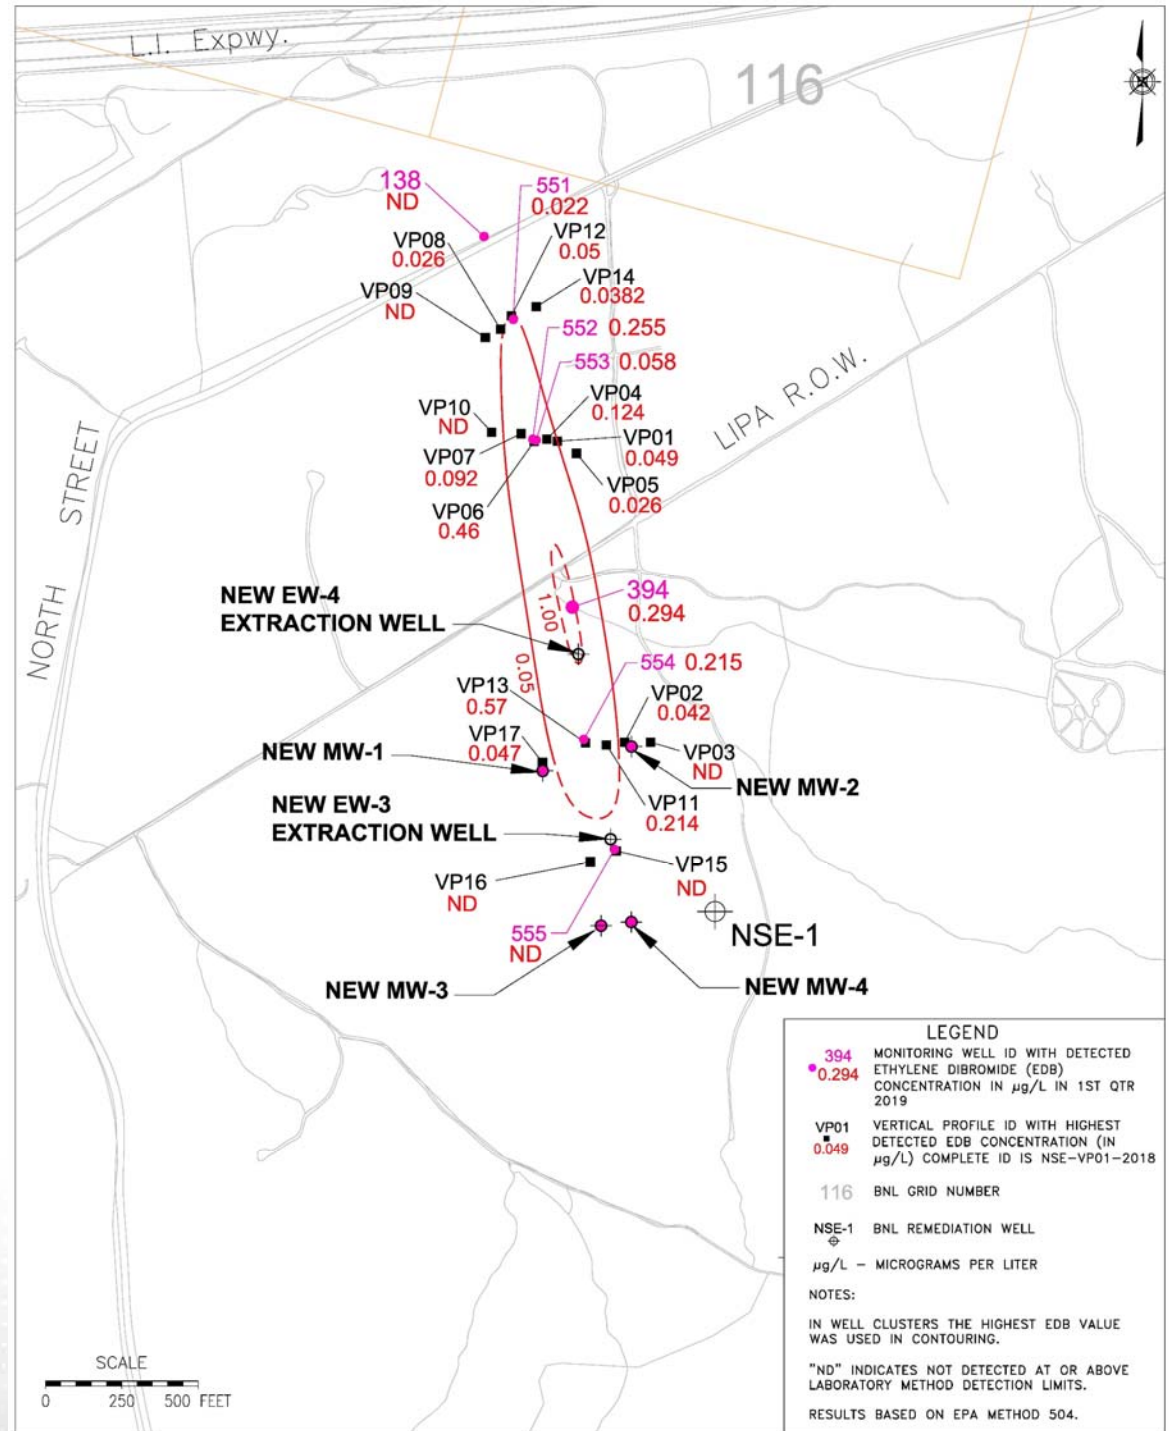 L.I. Expwy.
116
138
ND
551
0.022
VP08
0.026
VP12
0.05
VP09
ND
VP14
0.0382
552 0.255
553 0.058
VP10
ND
VP04
0.124
VP07
0.092
VP01
0.049
VP06
0.46
VP05
0.026
LIPA R.O.W.
NORTH STREET
NEW EW-4
EXTRACTION WELL
1.00
394
0.294
0.05
554 0.215
VP13
0.57
VP02
0.042
VP17
0.047
VP03
ND
NEW MW-1
NEW MW-2
VP11
0.214
NEW EW-3
EXTRACTION WELL
VP16
ND
VP15
ND
555
ND
NSE-1
NEW MW-3
NEW MW-4
LEGEND
394
0.294
MONITORING WELL ID WITH DETECTED
ETHYLENE DIBROMIDE (EDB)
CONCENTRATION IN µg/L IN 1ST QTR
2019
VP01
0.049
VERTICAL PROFILE ID WITH HIGHEST
DETECTED EDB CONCENTRATION (IN
µg/L) COMPLETE ID IS NSE-VP01-2018
116 BNL GRID NUMBER
NSE-1 BNL REMEDIATION WELL
µg/L - MICROGRAMS PER LITER
NOTES:
IN WELL CLUSTERS THE HIGHEST EDB VALUE
WAS USED IN CONTOURING.
"ND" INDICATES NOT DETECTED AT OR ABOVE
LABORATORY METHOD DETECTION LIMITS.
RESULTS BASED ON EPA METHOD 504.
SCALE
0 250 500 FEET